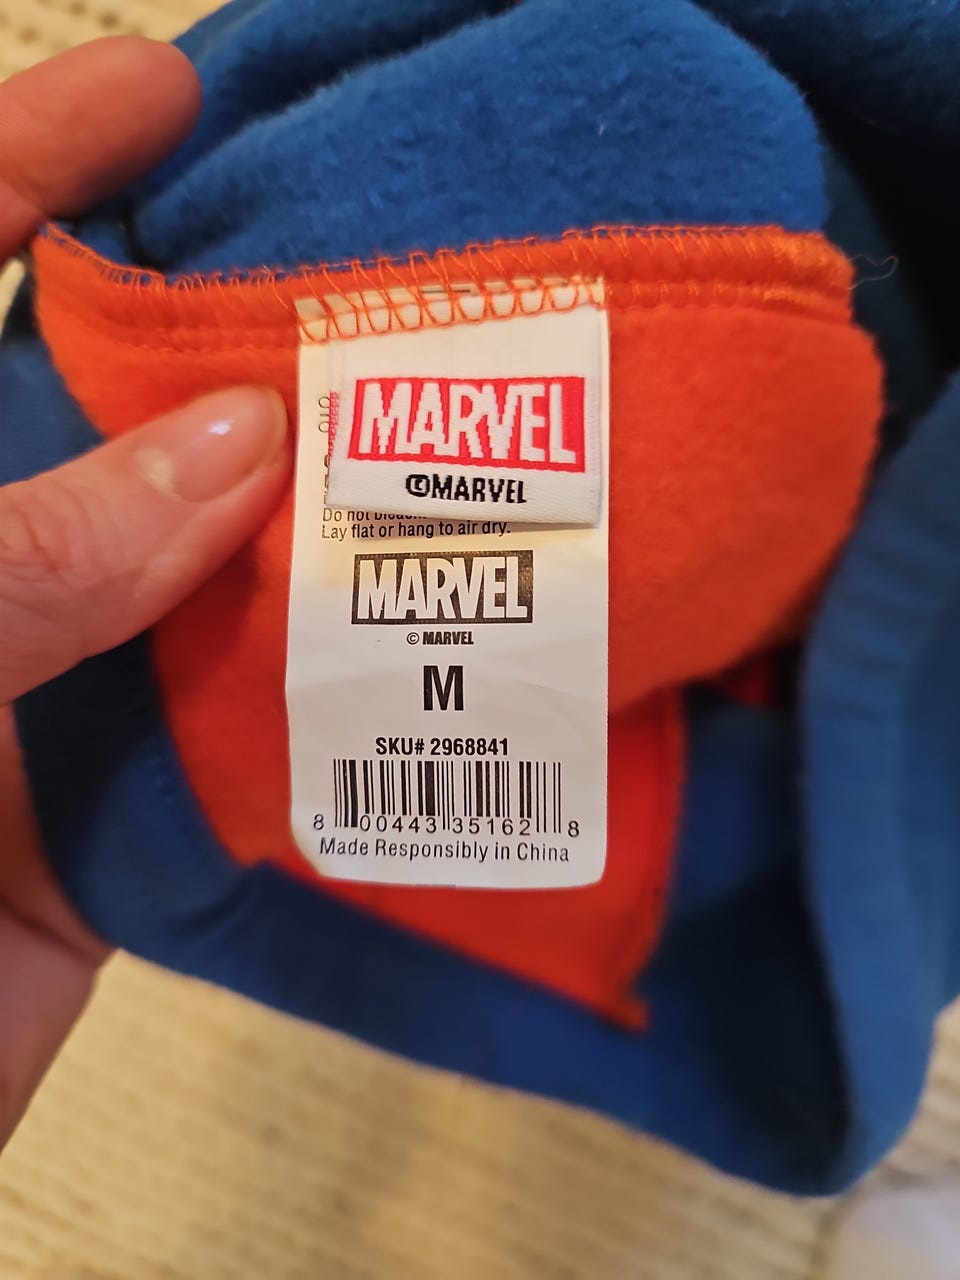 MARVEL
©MARVEL
Do not bleach.
Lay flat or hang to air dry.
MARVEL
© MARVEL
M
SKU# 2968841
8 00443 35162 8
Made Responsibly in China